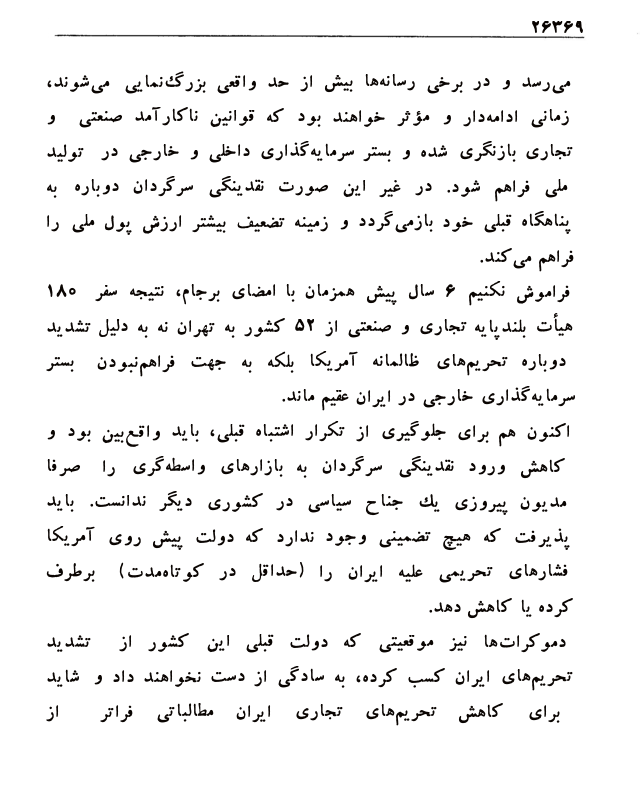 ۲۶۳۶۹
می‌رسد و در برخی رسانه‌ها بیش از حد واقعی بزرگ‌نمایی می‌شوند،
زمانی ادامه‌دار و مؤثر خواهند بود که قوانین ناکارآمد صنعتی و
تجاری بازنگری شده و بستر سرمایه‌گذاری داخلی و خارجی در تولید
ملی فراهم شود. در غیر این صورت نقدینگی سرگردان دوباره به
پناهگاه قبلی خود بازمی‌گردد و زمینه تضعیف بیشتر ارزش پول ملی را
فراهم می‌کند.
فراموش نکنیم ۶ سال پیش همزمان با امضای برجام، نتیجه سفر ۱۸۰
هیأت بلندپایه تجاری و صنعتی از ۵۲ کشور به تهران نه به دلیل تشدید
دوباره تحریم‌های ظالمانه آمریکا بلکه به جهت فراهم‌نبودن بستر
سرمایه‌گذاری خارجی در ایران عقیم ماند.
اکنون هم برای جلوگیری از تکرار اشتباه قبلی، باید واقع‌بین بود و
کاهش ورود نقدینگی سرگردان به بازارهای واسطه‌گری را صرفا
مدیون پیروزی یك جناح سیاسی در کشوری دیگر ندانست. باید
پذیرفت که هیچ تضمینی وجود ندارد که دولت پیش روی آمریکا
فشارهای تحریمی علیه ایران را (حداقل در کوتاه‌مدت) برطرف
کرده یا کاهش دهد.
دموکرات‌ها نیز موقعیتی که دولت قبلی این کشور از تشدید
تحریم‌های ایران کسب کرده، به سادگی از دست نخواهند داد و شاید
برای کاهش تحریم‌های تجاری ایران مطالباتی فراتر از